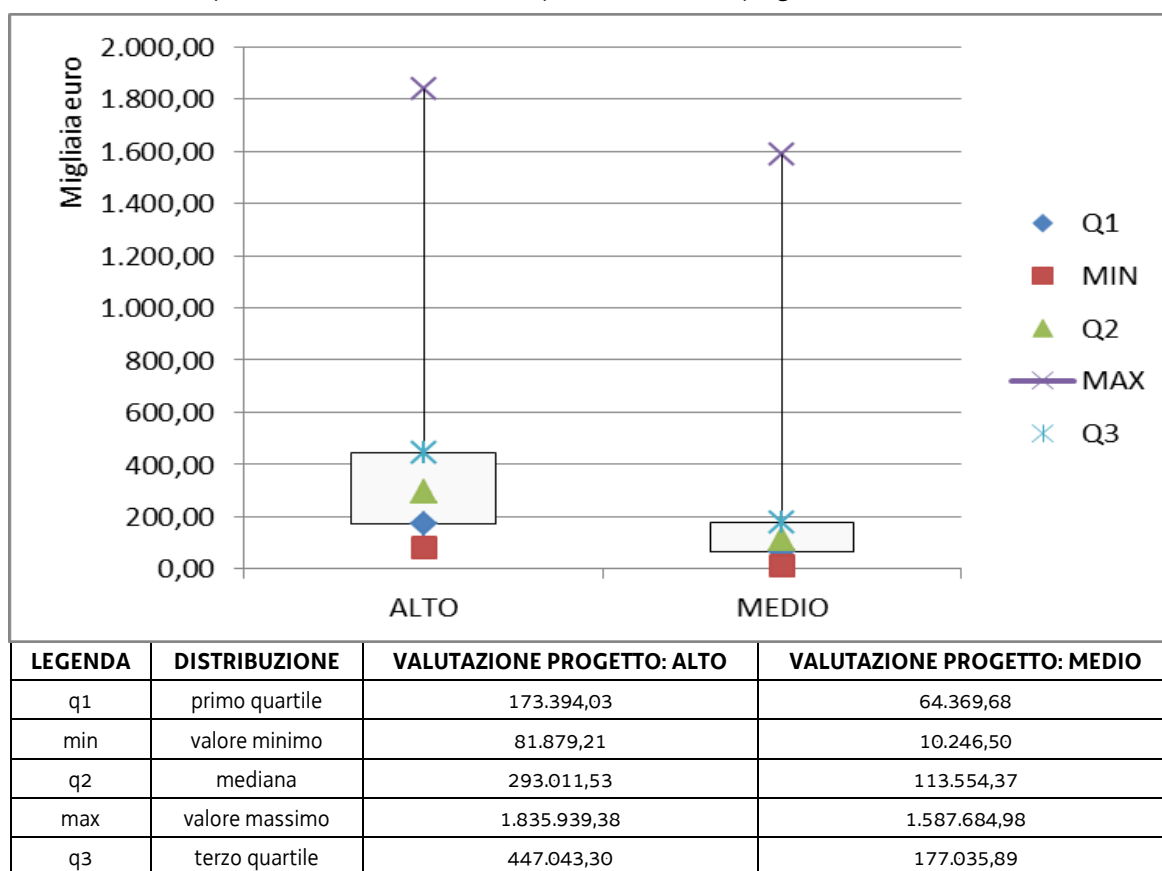 2.000,00
1.800,00
1.600,00
1.400,00
1.200,00
1.000,00
800,00
600,00
400,00
200,00
0,00
Migliaia euro
ALTO MEDIO
Q1
MIN
Q2
MAX
Q3
LEGENDA DISTRIBUZIONE VALUTAZIONE PROGETTO: ALTO VALUTAZIONE PROGETTO: MEDIO
q1 primo quartile 173.394,03 64.369,68
min valore minimo 81.879,21 10.246,50
q2 mediana 293.011,53 113.554,37
max valore massimo 1.835.939,38 1.587.684,98
q3 terzo quartile 447.043,30 177.035,89